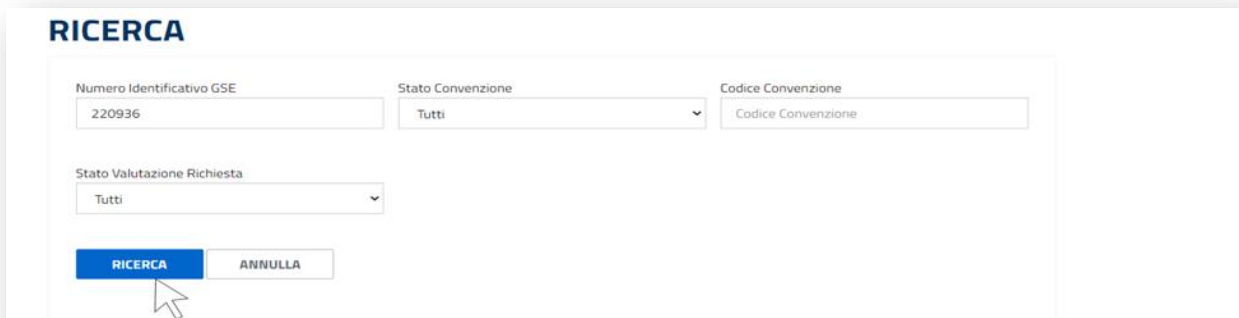 RICERCA
Numero Identificativo GSE Stato Convenzione Codice Convenzione
220936 Tutti Codice Convenzione
Stato Valutazione Richiesta
Tutti
RICERCA ANNULLA